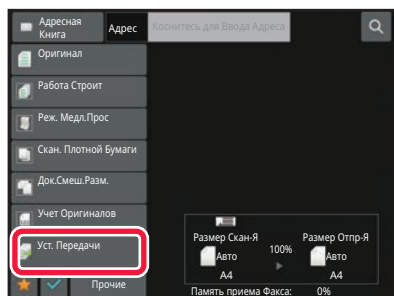 Адресная
Книга
Адрес
Коснитесь для Ввода Адреса
Оригинал
Работа Строит
Реж. Медл.Прос
Скан. Плотной Бумаги
Док.Смеш.Разм.
Учет Оригиналов
Уст. Передачи
Прочие
Размер Скан-Я
Размер Отпр-Я
100%
Авто
Авто
A4
A4
Память приема Факса: 0%